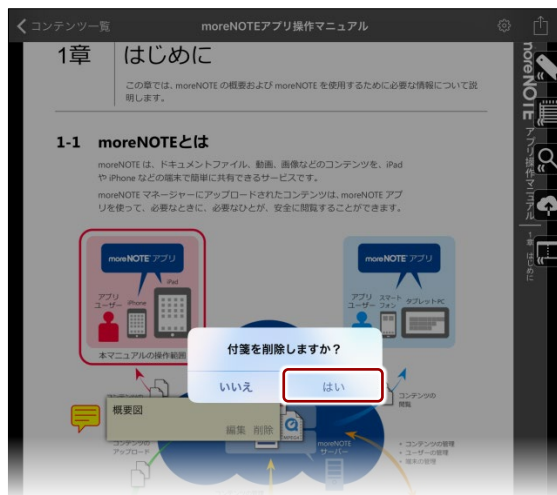 コンテンツ一覧
moreNOTEアプリ操作マニュアル
1章 はじめに
この章では、moreNOTE の概要および moreNOTE を使用するために必要な情報について説
明します。
1-1 moreNOTEとは
moreNOTE は、ドキュメントファイル、動画、画像などのコンテンツを、iPad
や iPhone などの端末で簡単に共有できるサービスです。
moreNOTE マネージャーにアップロードされたコンテンツは、moreNOTE アプ
リを使って、必要なときに、必要なひとが、安全に閲覧することができます。
moreNOTE アプリ
アプリ
ユーザー
iPhone
iPad
本マニュアルの操作範囲
moreNOTE アプリ
アプリ
ユーザー
スマート
フォン
タブレットPC
付箋を削除しますか？
いいえ
はい
コンテンツの
閲覧
概要図
編集 削除
コンテンツの
アップロード
moreNOTE
サーバー
• コンテンツの管理
• ユーザーの管理
• 端末の管理
moreNOTE アプリ操作マニュアル
1章 はじめに